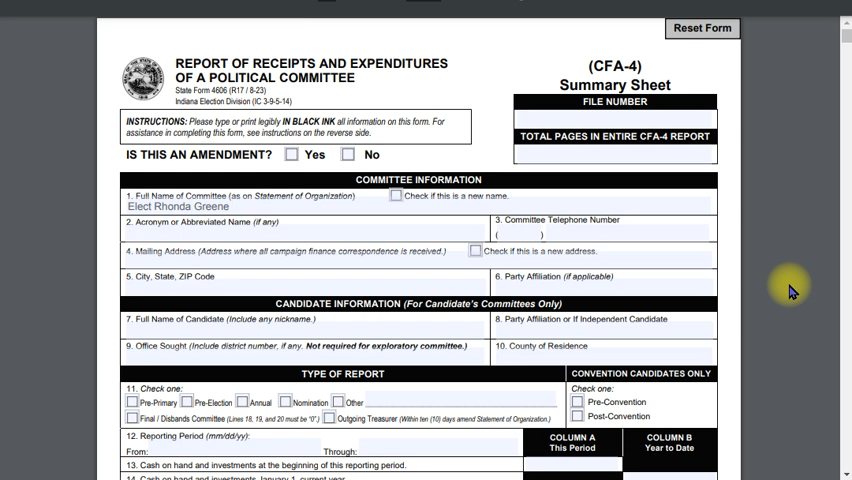 Reset Form
REPORT OF RECEIPTS AND EXPENDITURES
OF A POLITICAL COMMITTEE
State Form 4606 (R17 / 8-23)
Indiana Election Division (IC 3-9-5-14)
(CFA-4)
Summary Sheet
FILE NUMBER
TOTAL PAGES IN ENTIRE CFA-4 REPORT
INSTRUCTIONS: Please type or print legibly IN BLACK INK all information on this form. For
assistance in completing this form, see instructions on the reverse side.
IS THIS AN AMENDMENT? Yes No
COMMITTEE INFORMATION
1. Full Name of Committee (as on Statement of Organization) Check if this is a new name.
Elect Rhonda Greene
2. Acronym or Abbreviated Name (if any)
3. Committee Telephone Number
( )
4. Mailing Address (Address where all campaign finance correspondence is received.) Check if this is a new address.
5. City, State, ZIP Code
6. Party Affiliation (if applicable)
CANDIDATE INFORMATION (For Candidate's Committees Only)
7. Full Name of Candidate (Include any nickname.)
8. Party Affiliation or If Independent Candidate
9. Office Sought (Include district number, if any. Not required for exploratory committee.)
10. County of Residence
TYPE OF REPORT
CONVENTION CANDIDATES ONLY
11. Check one:
Pre-Primary Pre-Election Annual Nomination Other
Final / Disbands Committee (Lines 18, 19, and 20 must be "0".) Outgoing Treasurer (Within ten (10) days amend Statement of Organization.)
Check one:
Pre-Convention
Post-Convention
12. Reporting Period (mm/dd/yy):
From: Through:
COLUMN A
This Period
COLUMN B
Year to Date
13. Cash on hand and investments at the beginning of this reporting period.
14. Cash on hand and investments January 1, current year.